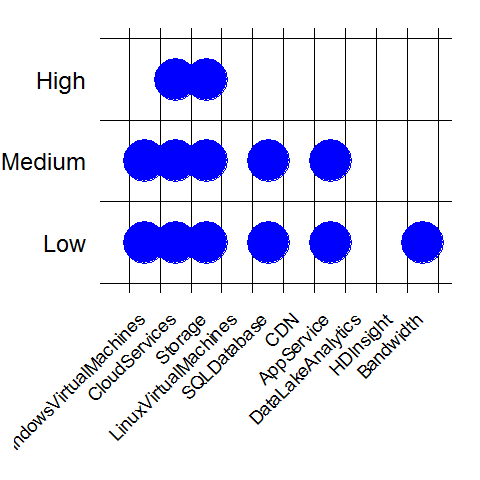 High
Medium
Low
ndowsVirtualMachines
CloudServices
Storage
LinuxVirtualMachines
SQLDatabase
CDN
AppService
DataLakeAnalytics
HDInsight
Bandwidth